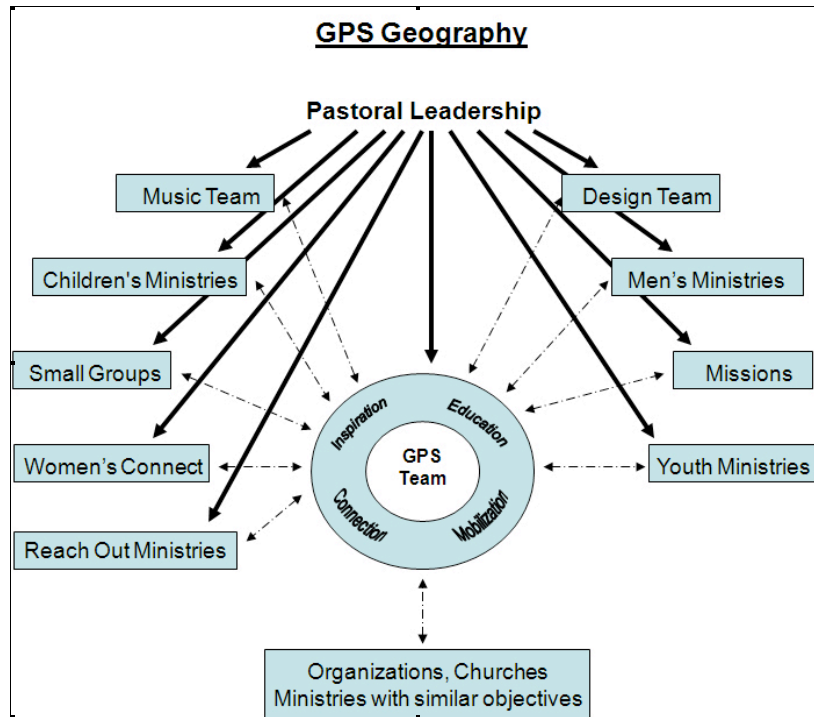 GPS Geography
Pastoral Leadership
Music Team
Design Team
Children's Ministries
Men’s Ministries
Small Groups
Missions
Inspiration
Education
GPS
Team
Women’s Connect
Youth Ministries
Connection
Mobilization
Reach Out Ministries
Organizations, Churches
Ministries with similar objectives